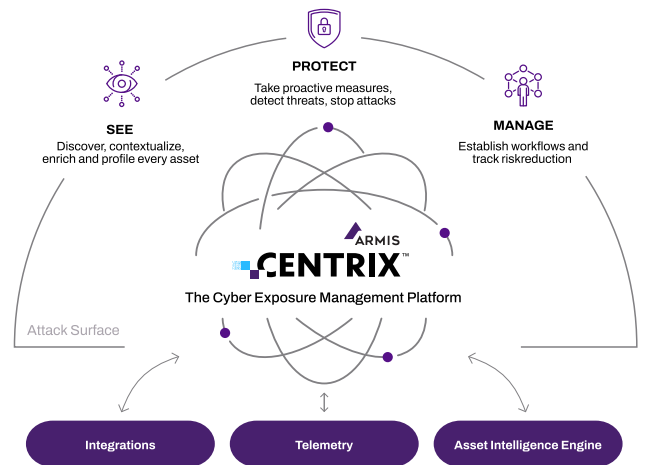 PROTECT
Take proactive measures,
detect threats, stop attacks
SEE
Discover, contextualize,
enrich and profile every asset
MANAGE
Establish workflows and
track riskreduction
ARMIS
CENTRIX™
The Cyber Exposure Management Platform
Attack Surface
Integrations
Telemetry
Asset Intelligence Engine